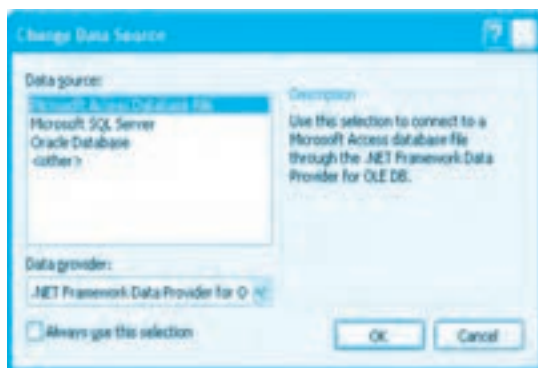 Change Data Source
Data source:
Microsoft Access Database File
Microsoft SQL Server
Oracle Database
<other>
Description
Use this selection to connect to a
Microsoft Access database file
through the .NET Framework Data
Provider for OLE DB.
Data provider:
.NET Framework Data Provider for O
Always use this selection
OK
Cancel